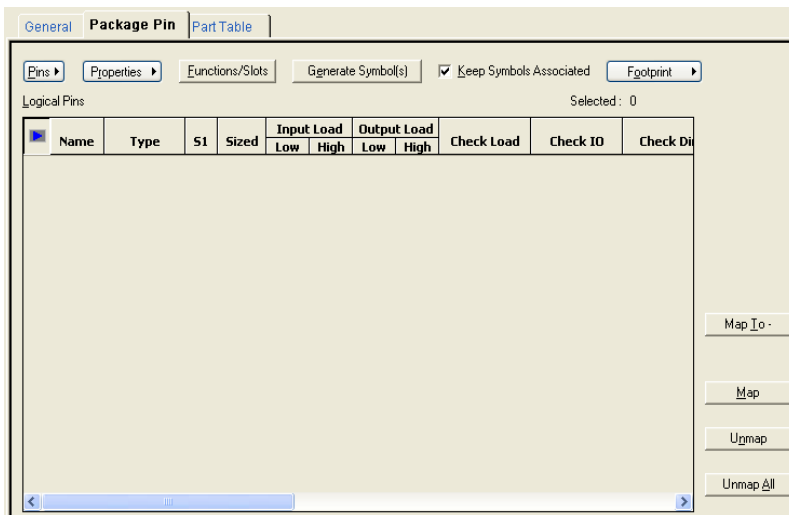 General Package Pin Part Table
Pins Properties Functions/Slots Generate Symbol(s) Keep Symbols Associated Footprint
Logical Pins Selected : 0
Name Type S1 Sized Input Load Output Load Check Load Check IO Check Dir
Low High Low High
Map To -
Map
Unmap
Unmap All